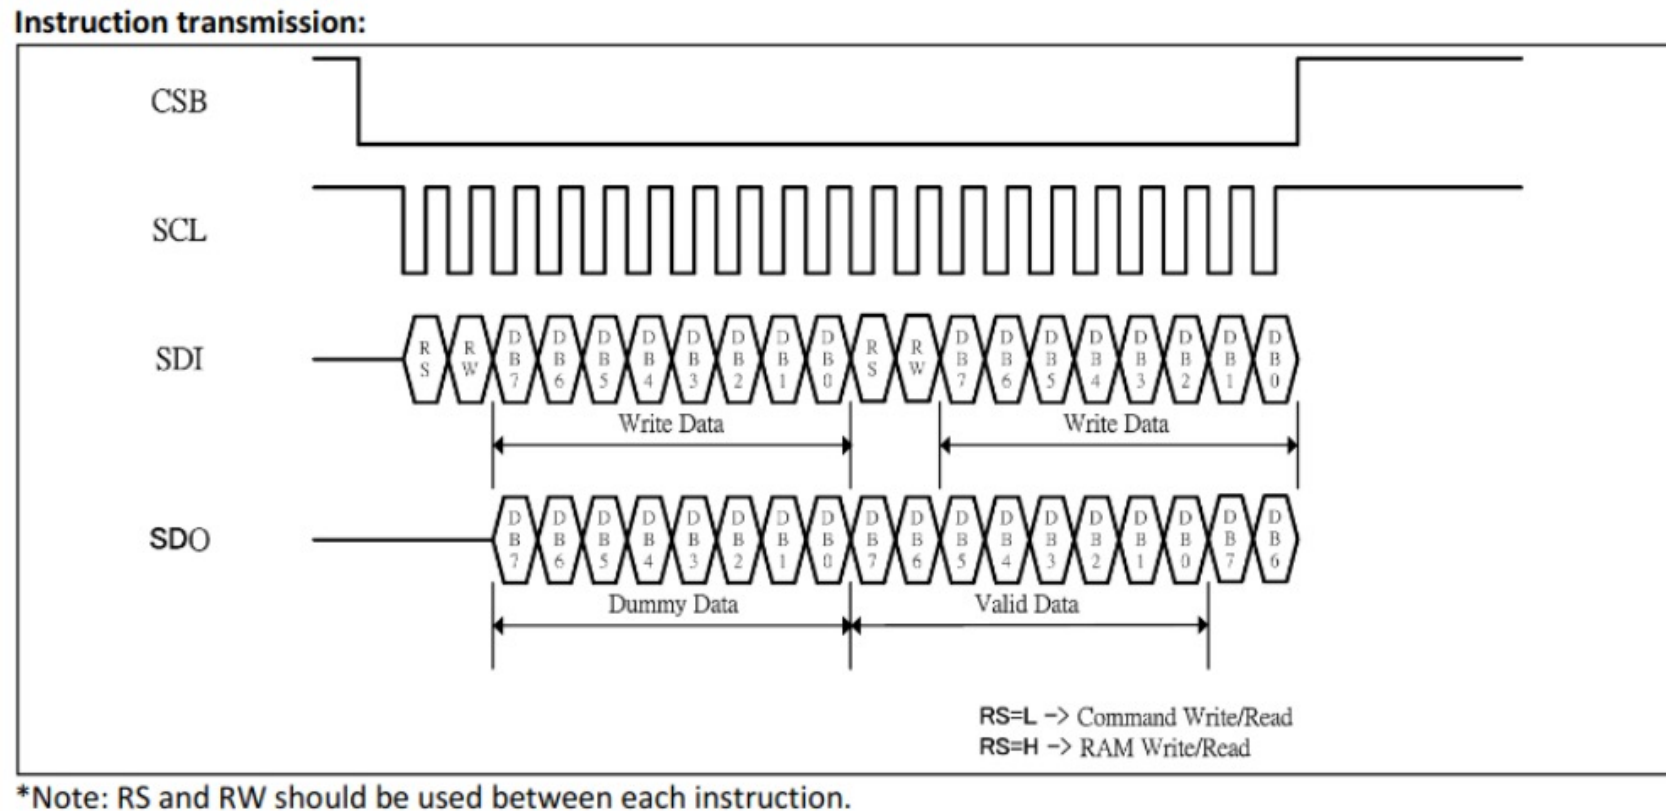 Instruction transmission:
CSB
SCL
SDI
RS RW DB7 DB6 DB5 DB4 DB3 DB2 DB1 DB0 RS RW DB7 DB6 DB5 DB4 DB3 DB2 DB1 DB0
Write Data Write Data
SDO
DB7 DB6 DB5 DB4 DB3 DB2 DB1 DB0 DB7 DB6 DB5 DB4 DB3 DB2 DB1 DB0 DB7 DB6
Dummy Data Valid Data
RS=L -> Command Write/Read
RS=H -> RAM Write/Read
*Note: RS and RW should be used between each instruction.